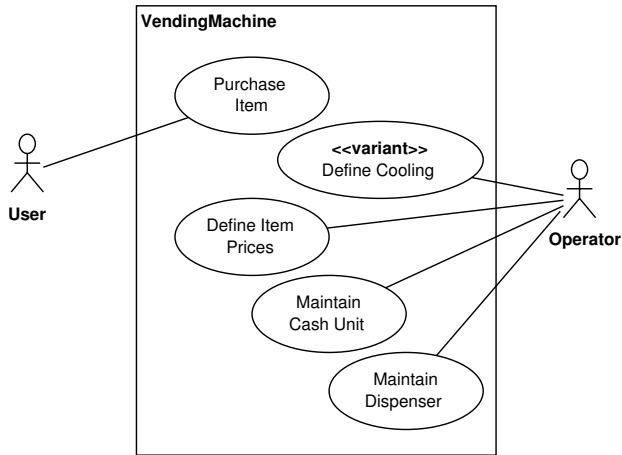 VendingMachine
Purchase
Item
<<variant>>
Define Cooling
User
Define Item
Prices
Operator
Maintain
Cash Unit
Maintain
Dispenser